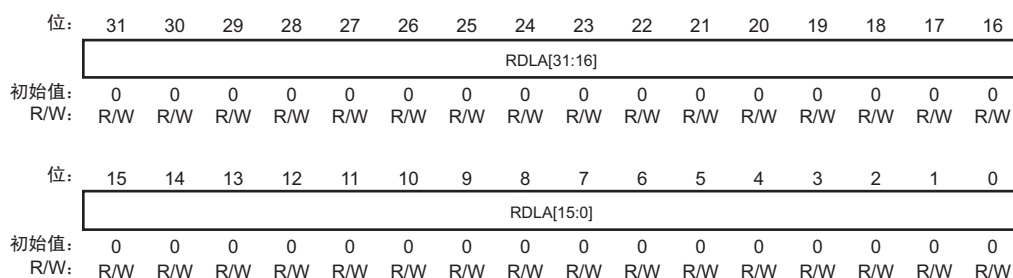 位： 31 30 29 28 27 26 25 24 23 22 21 20 19 18 17 16
RDLA[31:16]
初始值： 0 0 0 0 0 0 0 0 0 0 0 0 0 0 0 0
R/W： R/W R/W R/W R/W R/W R/W R/W R/W R/W R/W R/W R/W R/W R/W R/W R/W
位： 15 14 13 12 11 10 9 8 7 6 5 4 3 2 1 0
RDLA[15:0]
初始值： 0 0 0 0 0 0 0 0 0 0 0 0 0 0 0 0
R/W： R/W R/W R/W R/W R/W R/W R/W R/W R/W R/W R/W R/W R/W R/W R/W R/W